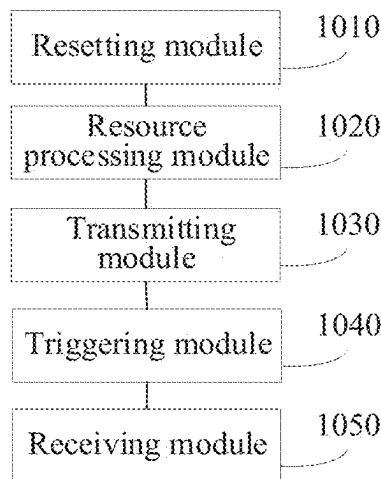 1010
Resetting module
Resource
processing module
1020
Transmitting
module
1030
Triggering module
1040
Receiving module
1050